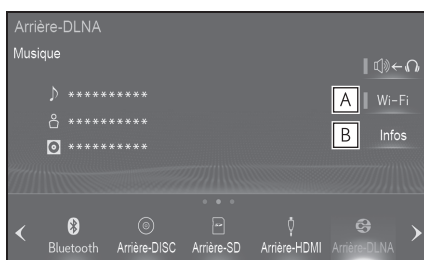 Arrière-DLNA
Musique
**********
A Wi-Fi
**********
B Infos
**********
Bluetooth Arrière-DISC Arrière-SD Arrière-HDMI Arrière-DLNA